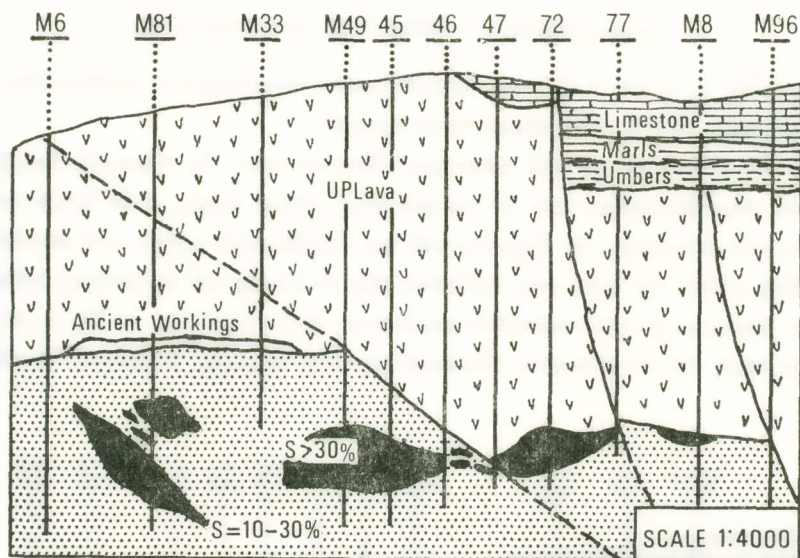 M6 M81 M33 M49 45 46 47 72 77 M8 M96
Limestone
Marls
Umbers
UPLava
Ancient Workings
S>30%
S=10-30%
SCALE 1:4000